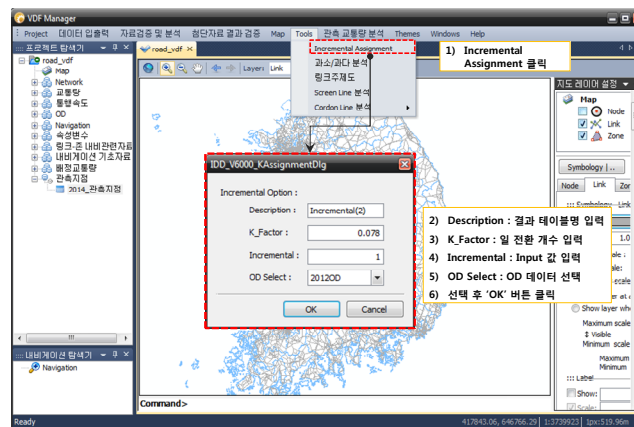 VDF Manager
Project 데이터 입출력 자료검증 및 분석 첨단자료 결과 검증 Map Tools 관측 교통량 분석 Themes Windows Help
프로젝트 탐색기
road_vdf
Map
Network
교통량
통행속도
OD
Navigation
속성변수
링크-존 내비관련자료
내비게이션 기초자료
배정교통량
관측지점
2014_관측지점
내비게이션 탐색기
Navigation
road_vdf
Layer: Link
Incremental Assignment
과소/과다 분석
링크주제도
Screen Line 분석
Cordon Line 분석
1) Incremental
Assignment 클릭
IDD_V6000_KAssignmentDlg
Incremental Option :
Description : Incremental(2)
K_Factor : 0.078
Incremental : 1
OD Select : 2012OD
OK Cancel
2) Description : 결과 테이블명 입력
3) K_Factor : 일 전환 개수 입력
4) Incremental : Input 값 입력
5) OD Select : OD 데이터 선택
6) 선택 후 'OK' 버튼 클릭
지도 레이어 설정
Map
Node
Link
Zone
Symbology | ..
Node Link Zor
Symbology Link
1.0
Show layer whe
Maximum scale
Visible
Minimum scale
Maximum
Minimum
Label
Show:
Scale:
Command>
Ready
417843.06, 646766.29 1:3739923 1px:519.96m